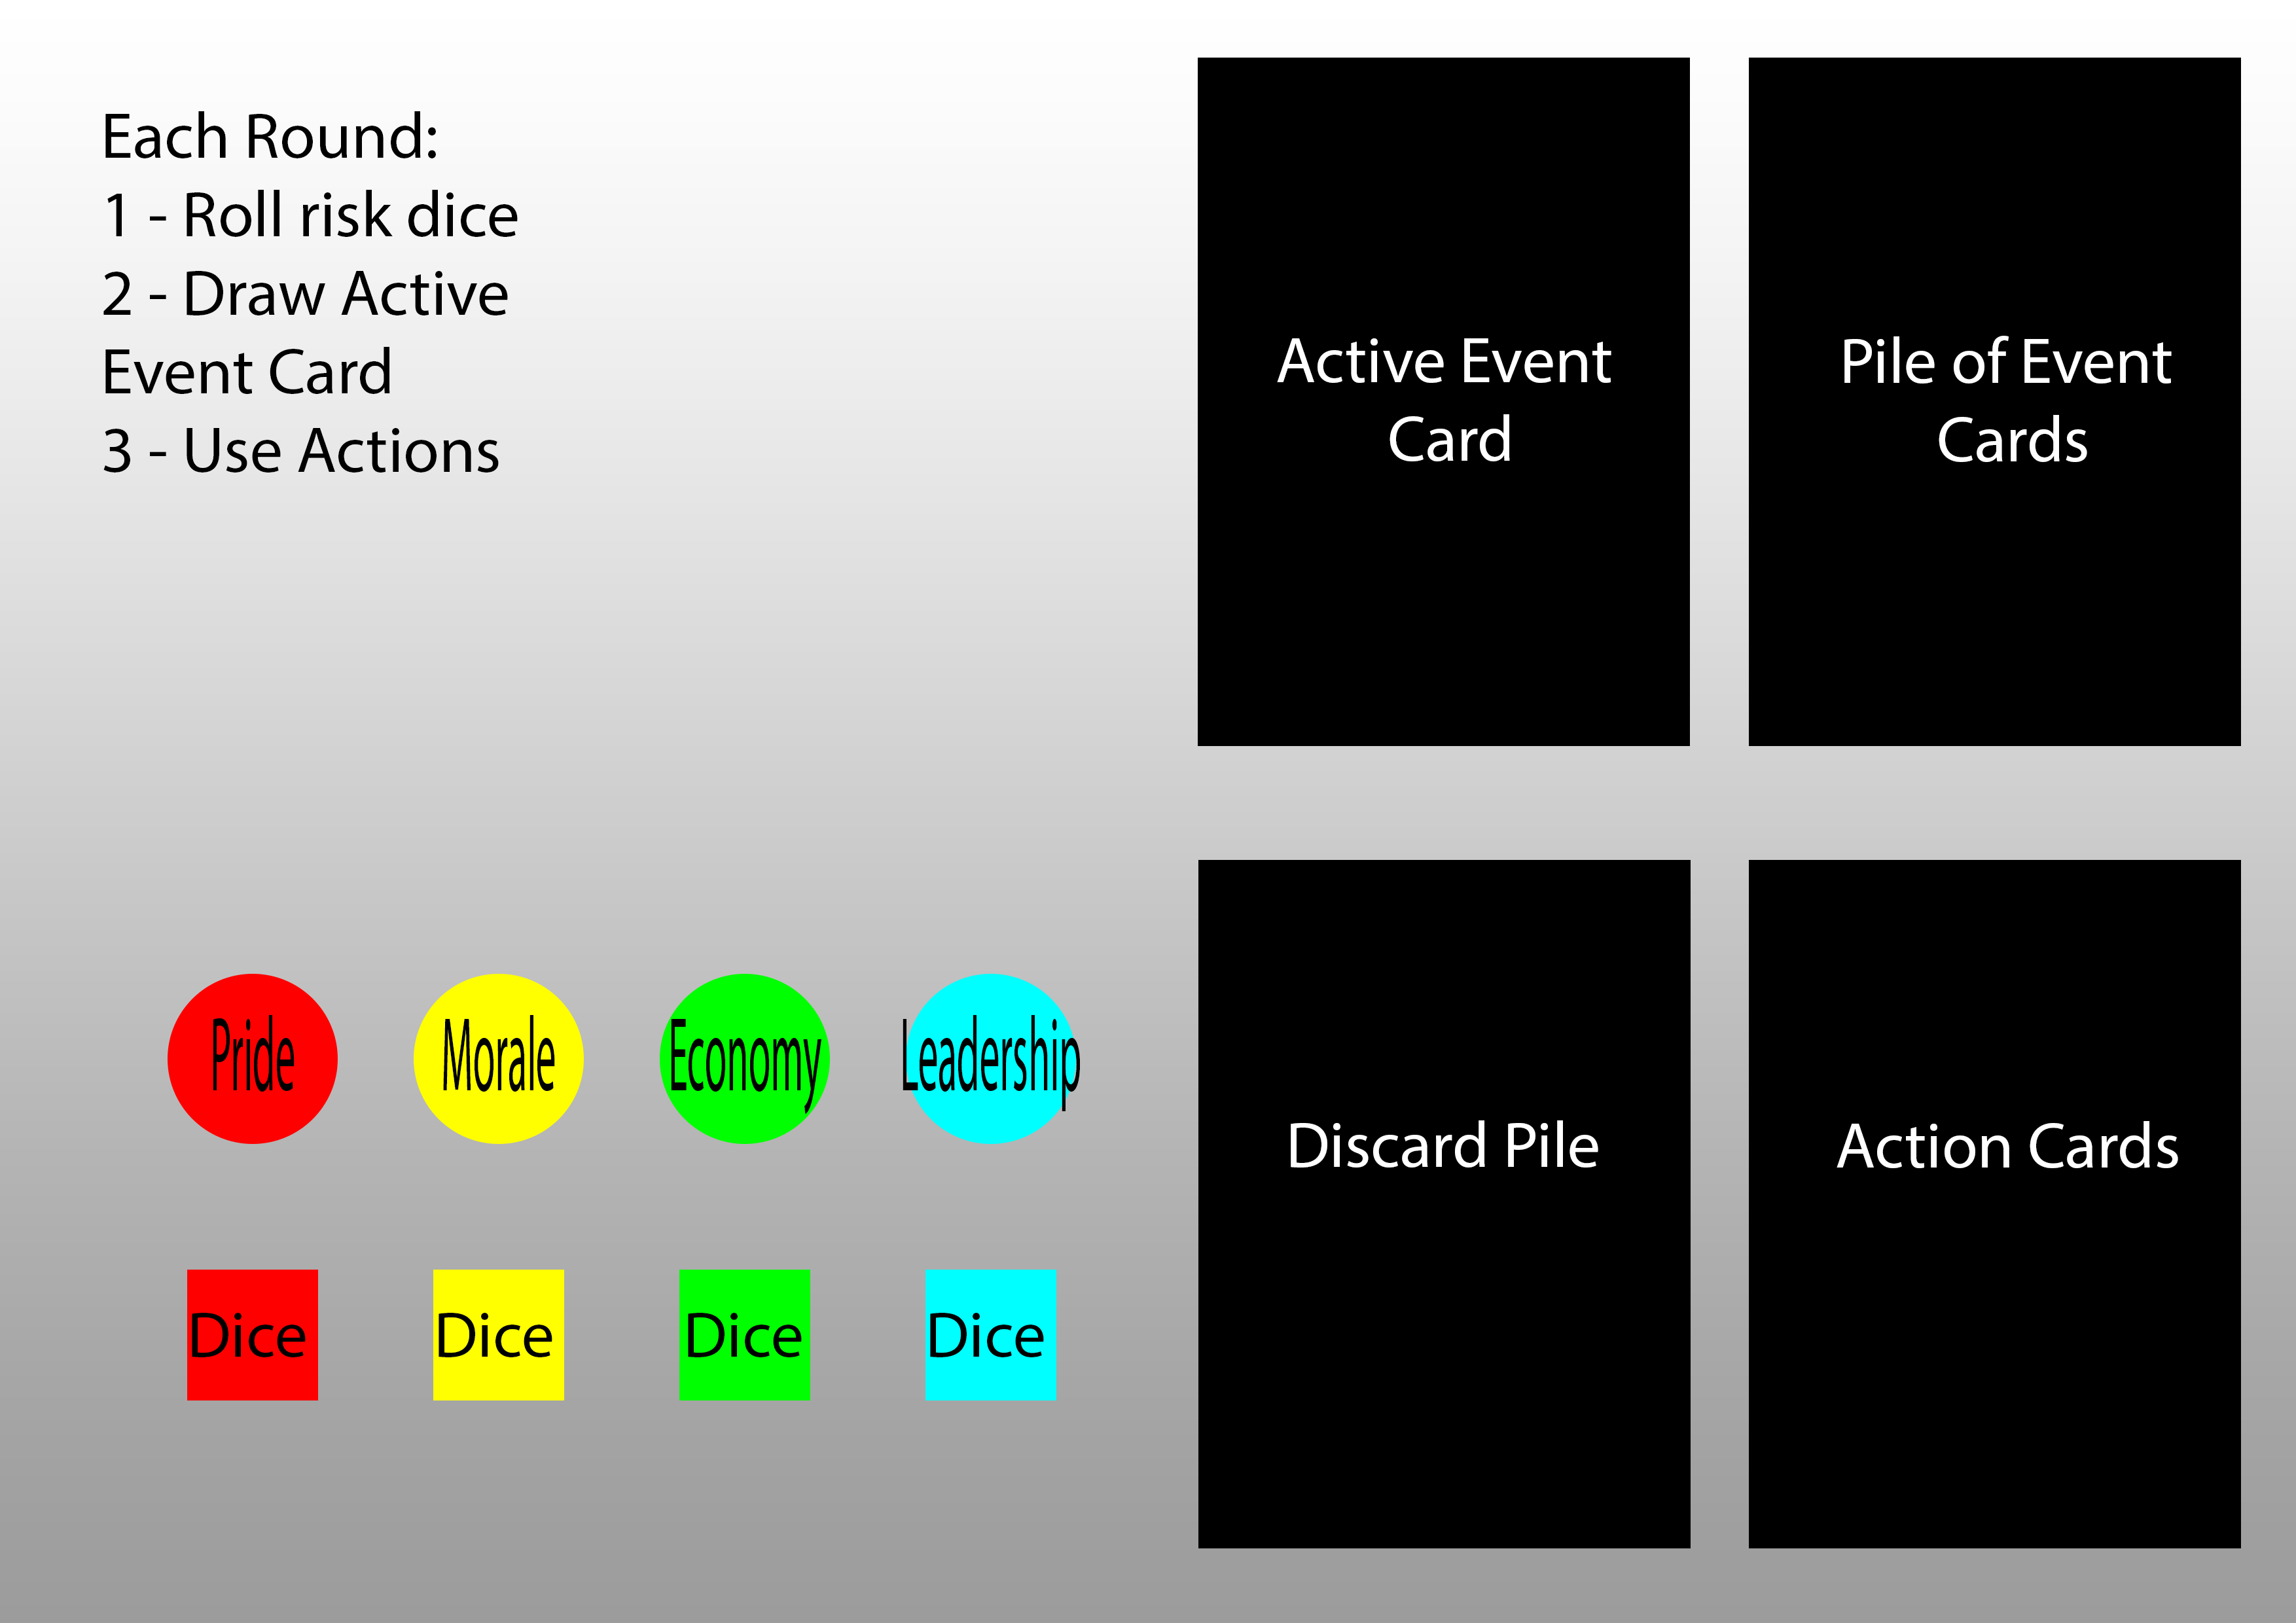 Each Round:
1 - Roll risk dice
2 - Draw Active
Event Card
3 - Use Actions
Active Event
Card
Pile of Event
Cards
Pride
Morale
Economy
Leadership
Dice
Dice
Dice
Dice
Discard Pile
Action Cards